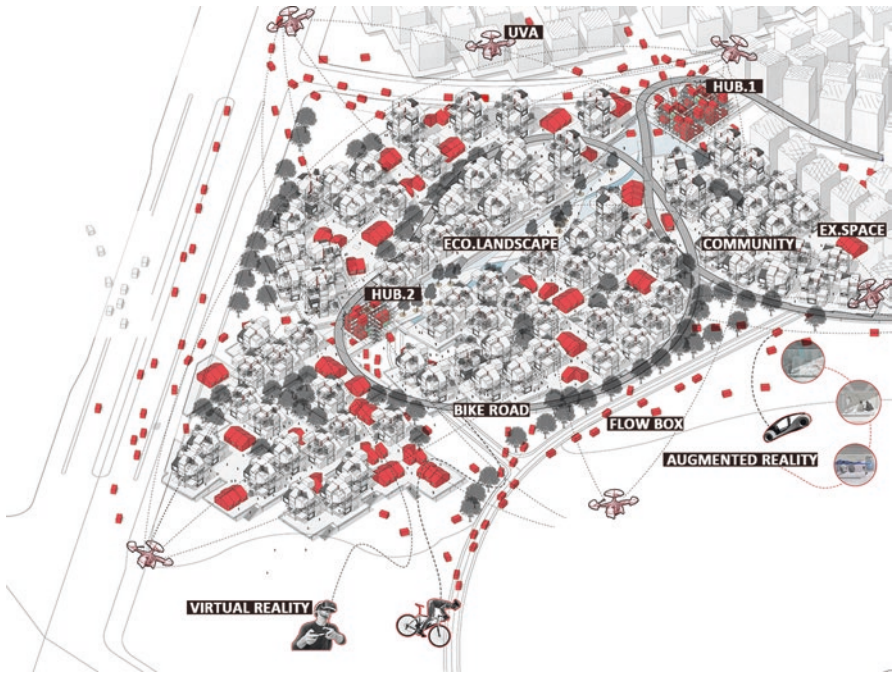 UVA
HUB.1
EX.SPACE
ECO.LANDSCAPE
COMMUNITY
HUB.2
BIKE ROAD
FLOW BOX
AUGMENTED REALITY
VIRTUAL REALITY